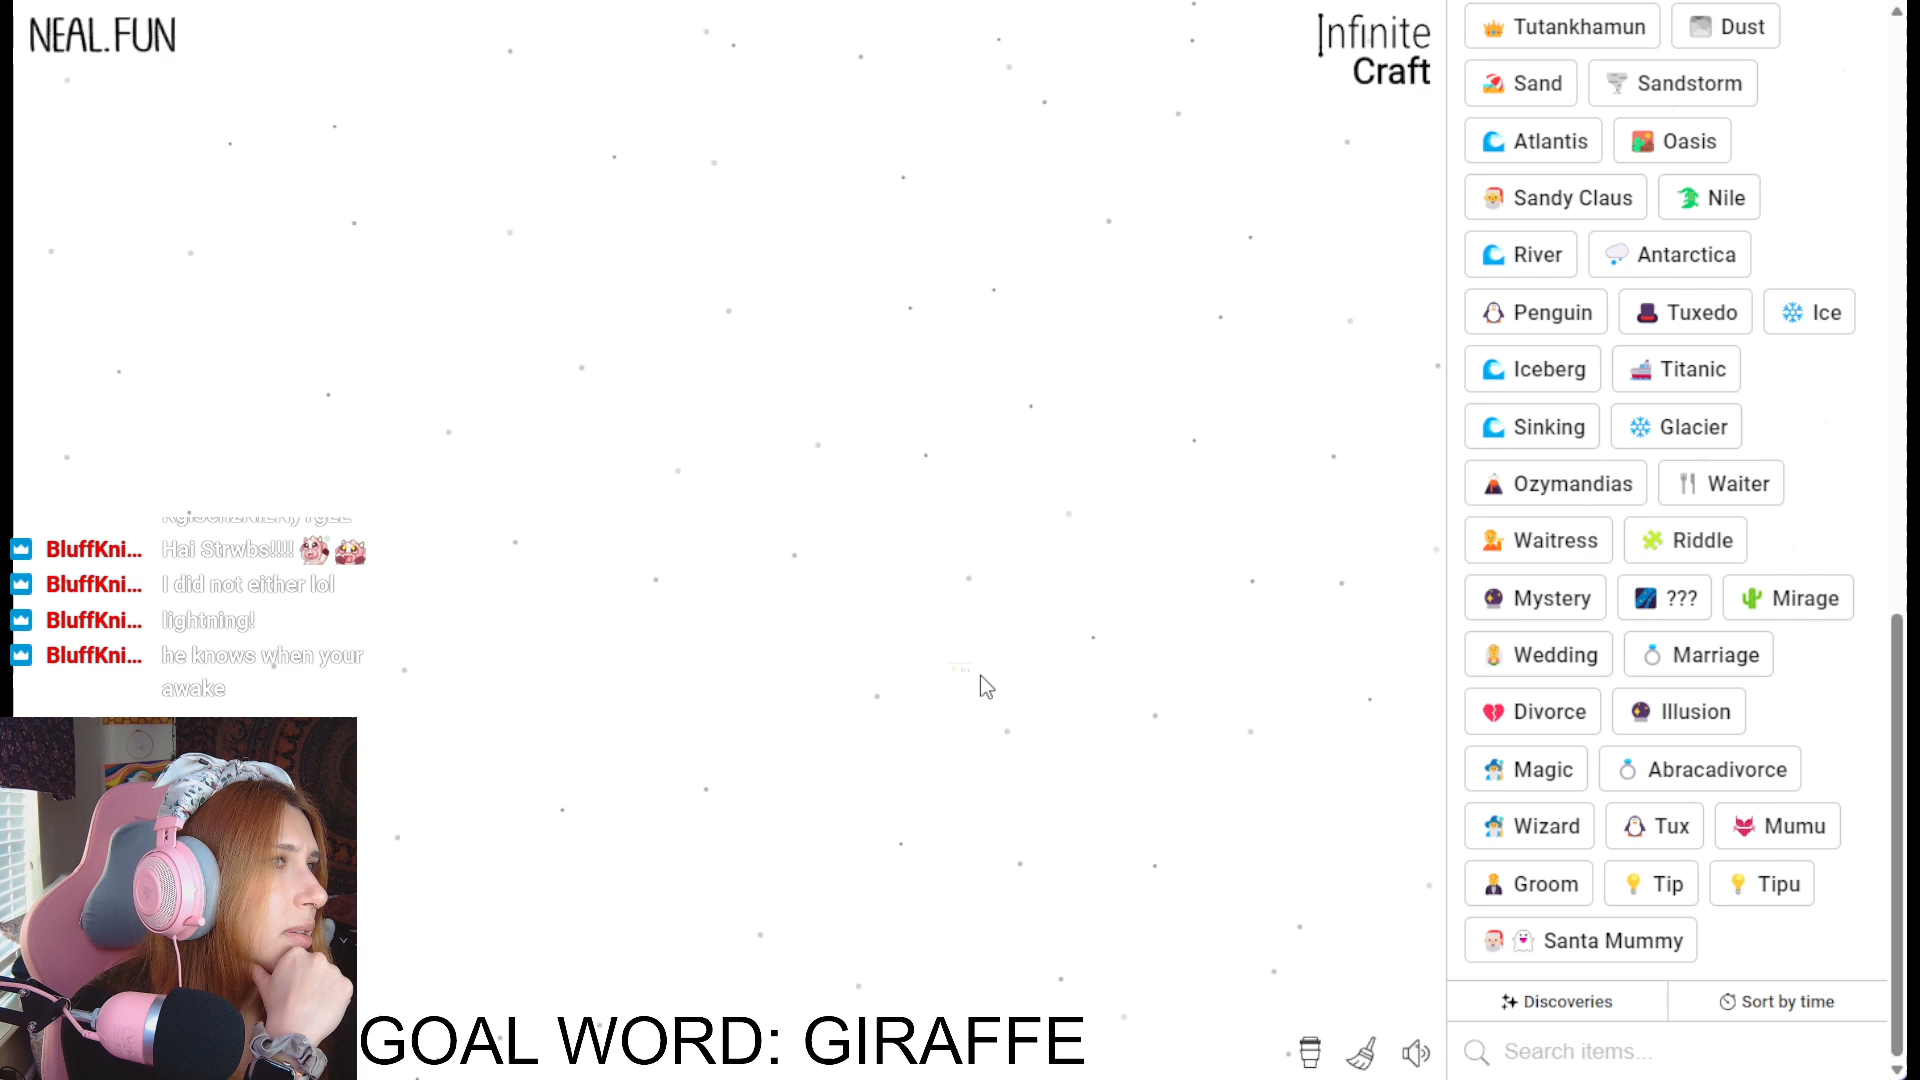 NEAL.FUN
Infinite
Craft
Tutankhamun
Dust
Sand
Sandstorm
Atlantis
Oasis
Sandy Claus
Nile
River
Antarctica
Penguin
Tuxedo
Ice
Iceberg
Titanic
Sinking
Glacier
Ozymandias
Waiter
Waitress
Riddle
Mystery
???
Mirage
Wedding
Marriage
Divorce
Illusion
Magic
Abracadivorce
Wizard
Tux
Mumu
Groom
Tip
Tipu
Santa Mummy
Discoveries
Sort by time
Search items...
BluffKni... Hai Strwbs!!!!
BluffKni... I did not either lol
BluffKni... lightning!
BluffKni... he knows when your
awake
GOAL WORD: GIRAFFE